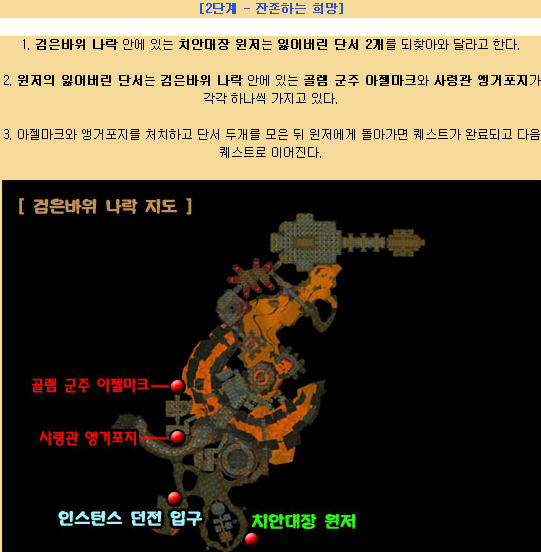 [2단계 - 잔존하는 희망]
1. 검은바위 나락 안에 있는 치안대장 윈저는 잃어버린 단서 2개를 되찾아와 달라고 한다.
2. 윈저의 잃어버린 단서는 검은바위 나락 안에 있는 골렘 군주 아젤마크와 사령관 앵거포지가
각각 하나씩 가지고 있다.
3. 아젤마크와 앵거포지를 처치하고 단서 두개를 모은 뒤 윈저에게 돌아가면 퀘스트가 완료되고 다음
퀘스트로 이어진다.
[ 검은바위 나락 지도 ]
골렘 군주 아젤마크
사령관 앵거포지
인스턴스 던전 입구
치안대장 윈저